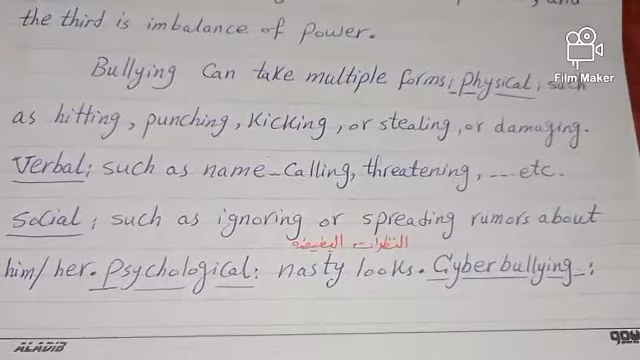 the third is imbalance of power.
Bullying can take multiple forms; physical; such
as hitting, punching, kicking, or stealing, or damaging.
Verbal; such as name-calling, threatening, ... etc.
Social; such as ignoring or spreading rumors about
النظرات البغيضة
him/her. Psychological: nasty looks. Cyberbullying:
ALADIB
Film Maker